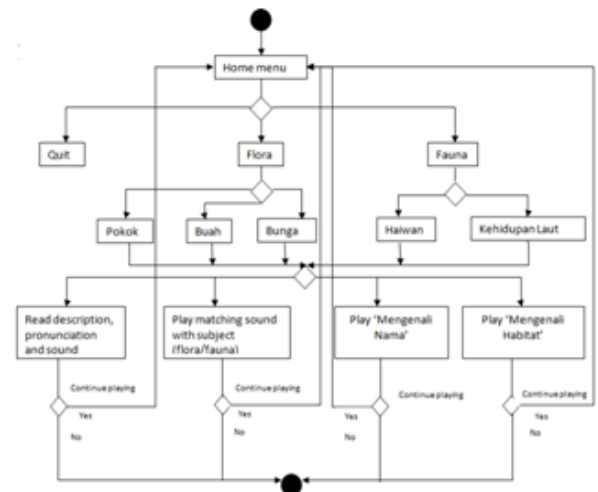 Home menu
Quit
Flora
Fauna
Pokok
Buah
Bunga
Haiwan
Kehidupan Laut
Read description,
pronunciation
and sound
Play matching sound
with subject
(flora/fauna)
Play ‘Mengenali
Nama’
Play ‘Mengenali
Habitat’
Continue playing
Yes
No
Continue playing
Yes
No
Continue playing
Yes
No
Continue playing
Yes
No